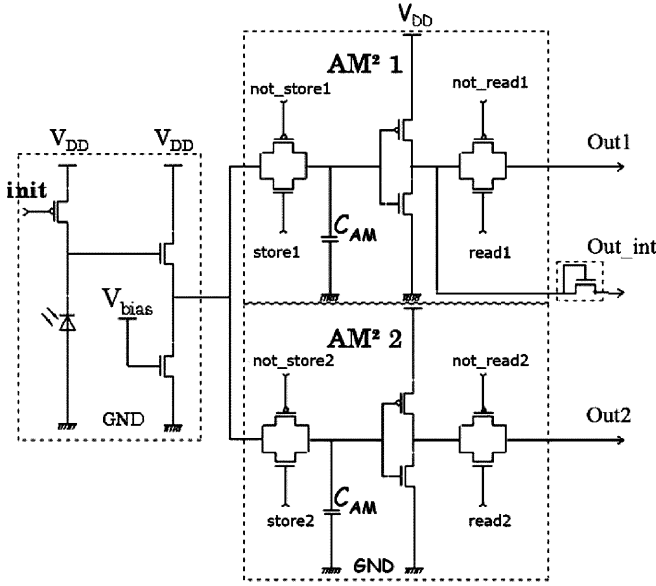 V_DD
AM² 1
not_store1
not_read1
V_DD
V_DD
Out1
init
C_AM
store1
read1
Out_int
V_bias
AM² 2
not_store2
not_read2
Out2
GND
C_AM
store2
read2
GND